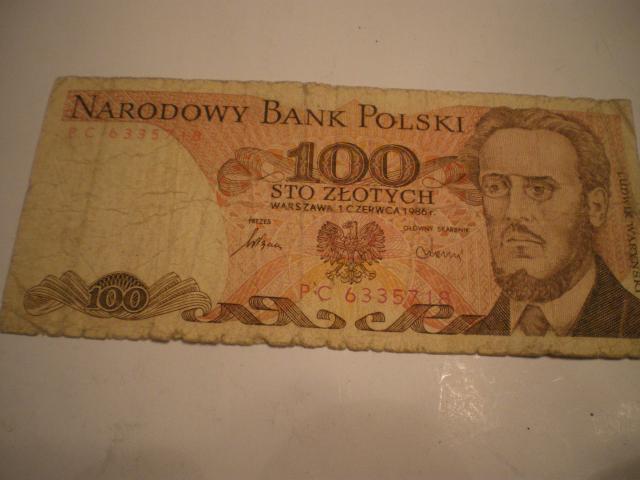 NARODOWY BANK POLSKI
PC 6335718
100
STO ZŁOTYCH
WARSZAWA 1 CZERWCA 1986 r.
PREZES
GŁÓWNY SKARBNIK
100
PC 6335718
LUDWIK WARYŃSKI